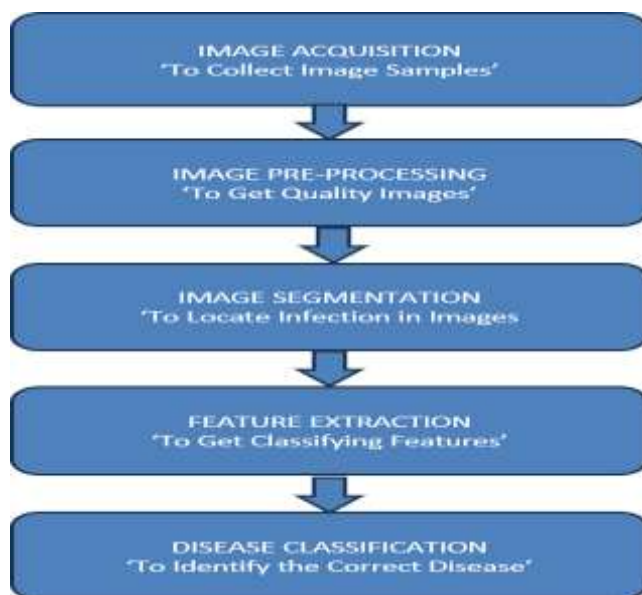 IMAGE ACQUISITION
'To Collect Image Samples'
IMAGE PRE-PROCESSING
'To Get Quality Images'
IMAGE SEGMENTATION
'To Locate Infection in Images
FEATURE EXTRACTION
'To Get Classifying Features'
DISEASE CLASSIFICATION
'To Identify the Correct Disease'